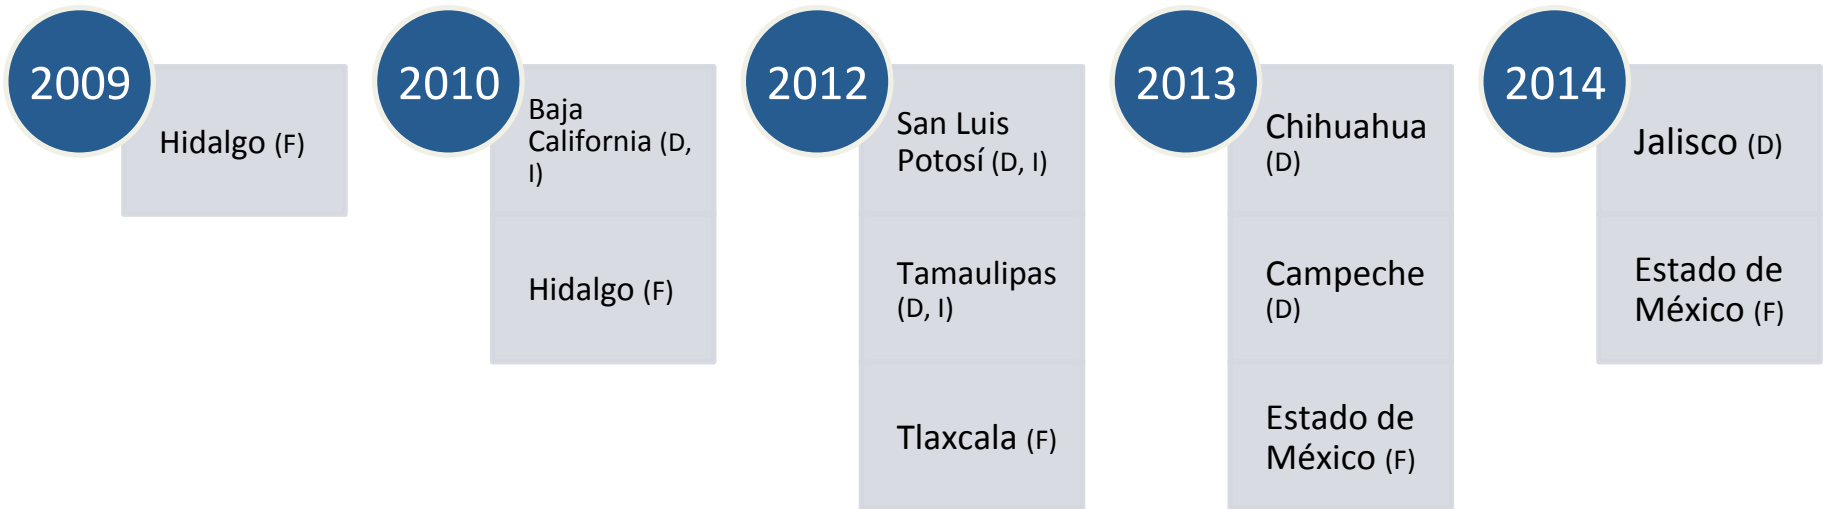 2009
Hidalgo (F)
2010
Baja
California (D,
I)
Hidalgo (F)
2012
San Luis
Potosí (D, I)
Tamaulipas
(D, I)
Tlaxcala (F)
2013
Chihuahua
(D)
Campeche
(D)
Estado de
México (F)
2014
Jalisco (D)
Estado de
México (F)